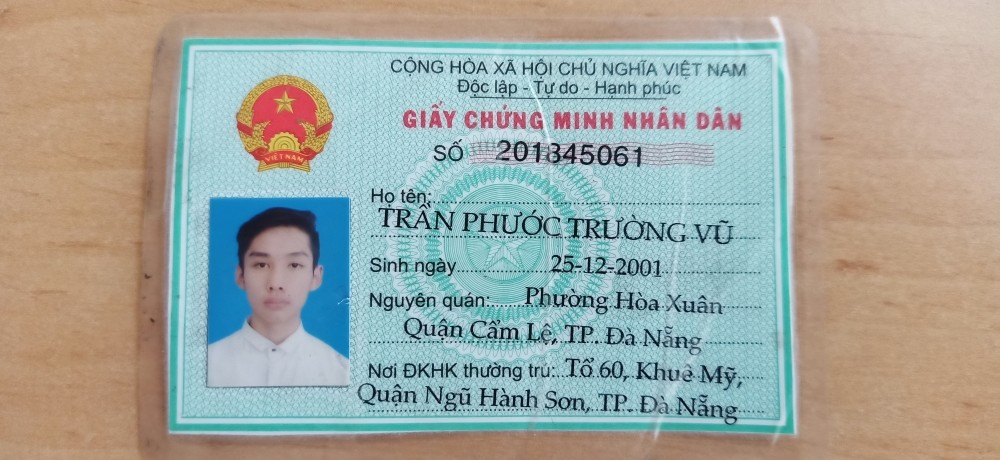 CỘNG HÒA XÃ HỘI CHỦ NGHĨA VIỆT NAM
Độc lập - Tự do - Hạnh phúc
GIẤY CHỨNG MINH NHÂN DÂN
SỐ 201845061
Họ tên:
TRẦN PHƯỚC TRƯỜNG VŨ
Sinh ngày 25-12-2001
Nguyên quán: Phường Hòa Xuân
Quận Cẩm Lệ, TP. Đà Nẵng
Nơi ĐKHK thường trú: Tổ 60, Khuê Mỹ,
Quận Ngũ Hành Sơn, TP. Đà Nẵng
VIỆT NAM